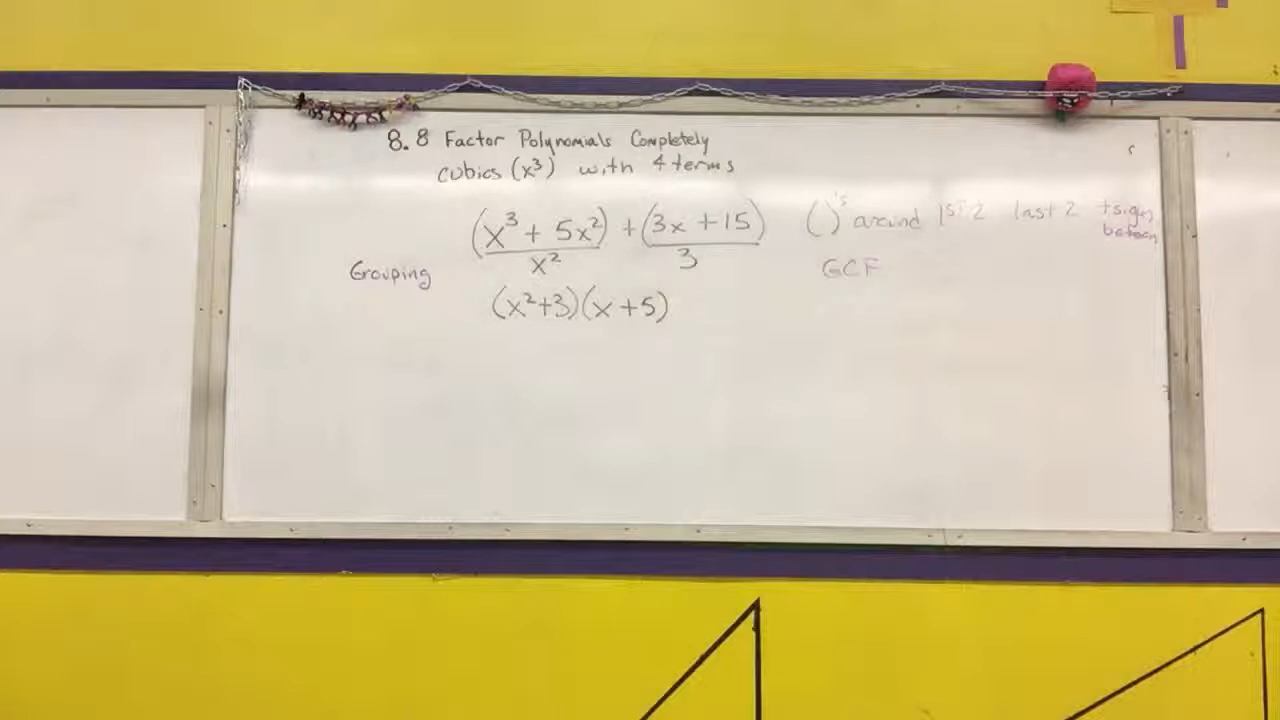 8.8 Factor Polynomials Completely
cubics (x³) with 4 terms
(x³ + 5x²) + (3x + 15)
x² 3
( )'s around 1st 2 last 2 + sign between
Grouping
GCF
(x²+3)(x+5)